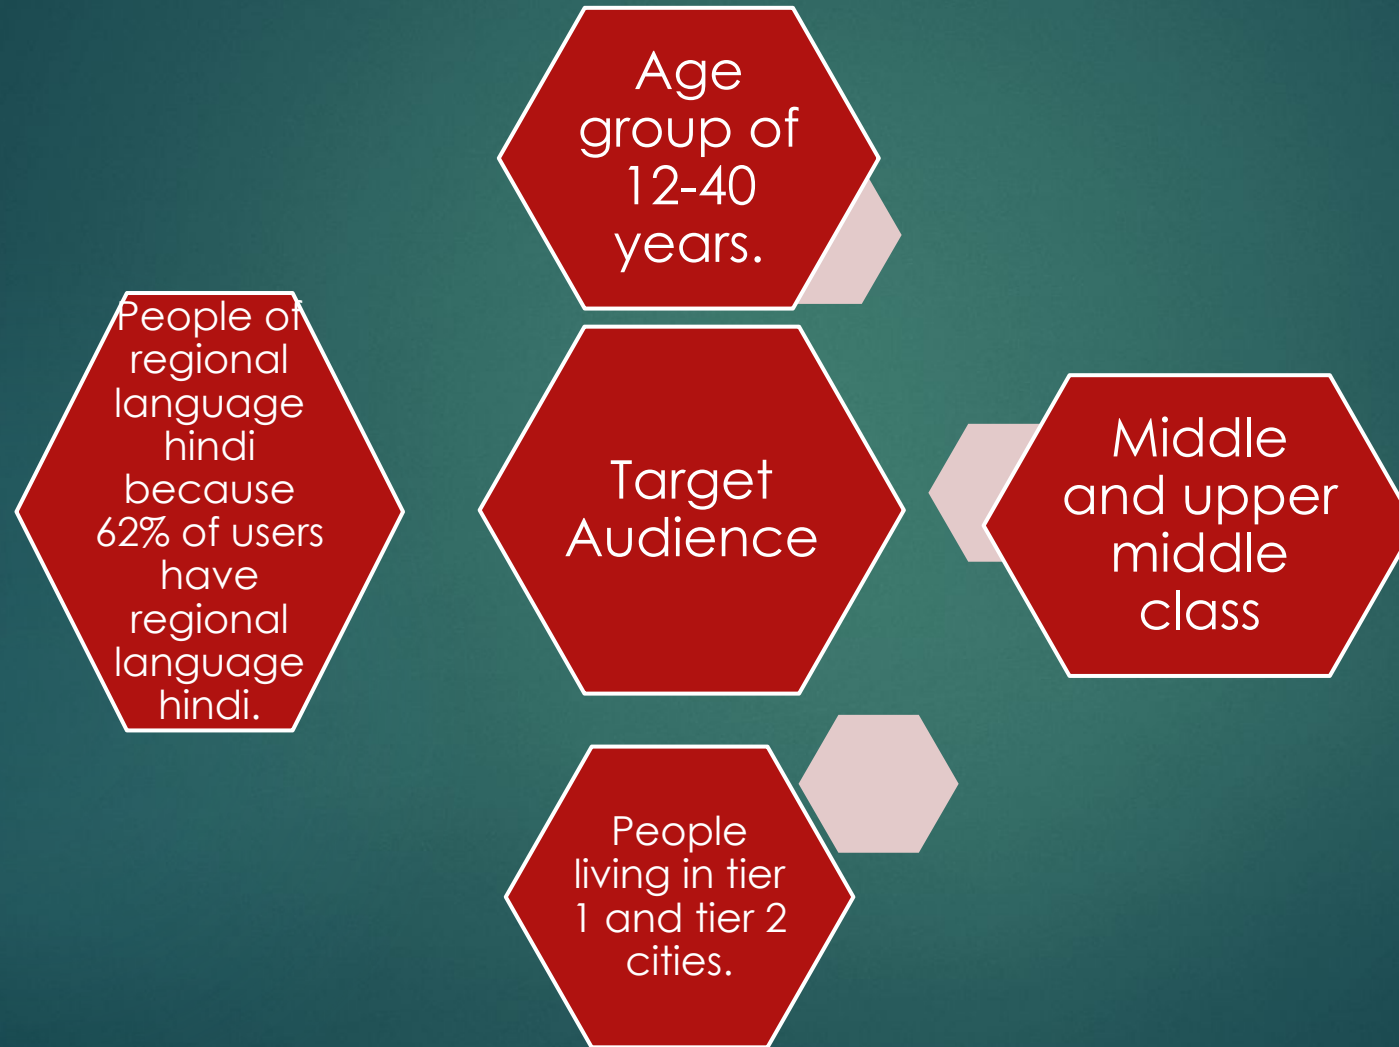 Age
group of
12-40
years.
People of
regional
language
hindi
because
62% of users
have
regional
language
hindi.
Target
Audience
Middle
and upper
middle
class
People
living in tier
1 and tier 2
cities.